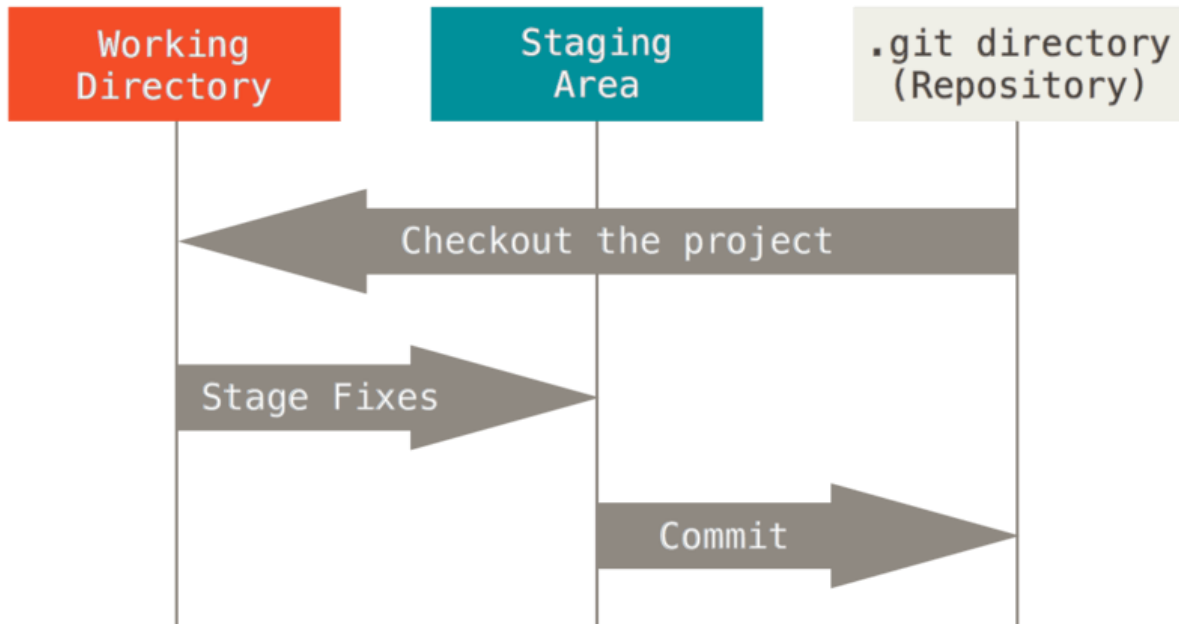 Working
Directory
Staging
Area
.git directory
(Repository)
Checkout the project
Stage Fixes
Commit